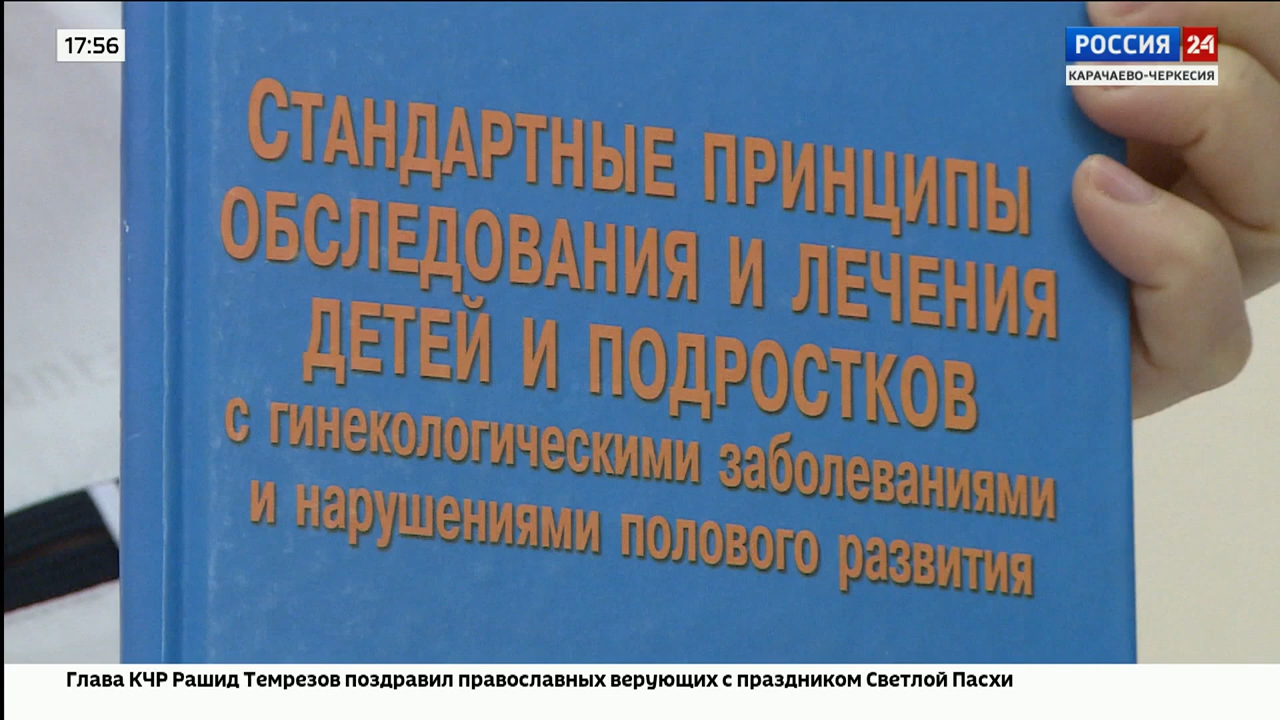 17:56
РОССИЯ 24
КАРАЧАЕВО-ЧЕРКЕСИЯ
СТАНДАРТНЫЕ ПРИНЦИПЫ
ОБСЛЕДОВАНИЯ И ЛЕЧЕНИЯ
ДЕТЕЙ И ПОДРОСТКОВ
с гинекологическими заболеваниями
и нарушениями полового развития
Глава КЧР Рашид Темрезов поздравил православных верующих с праздником Светлой Пасхи